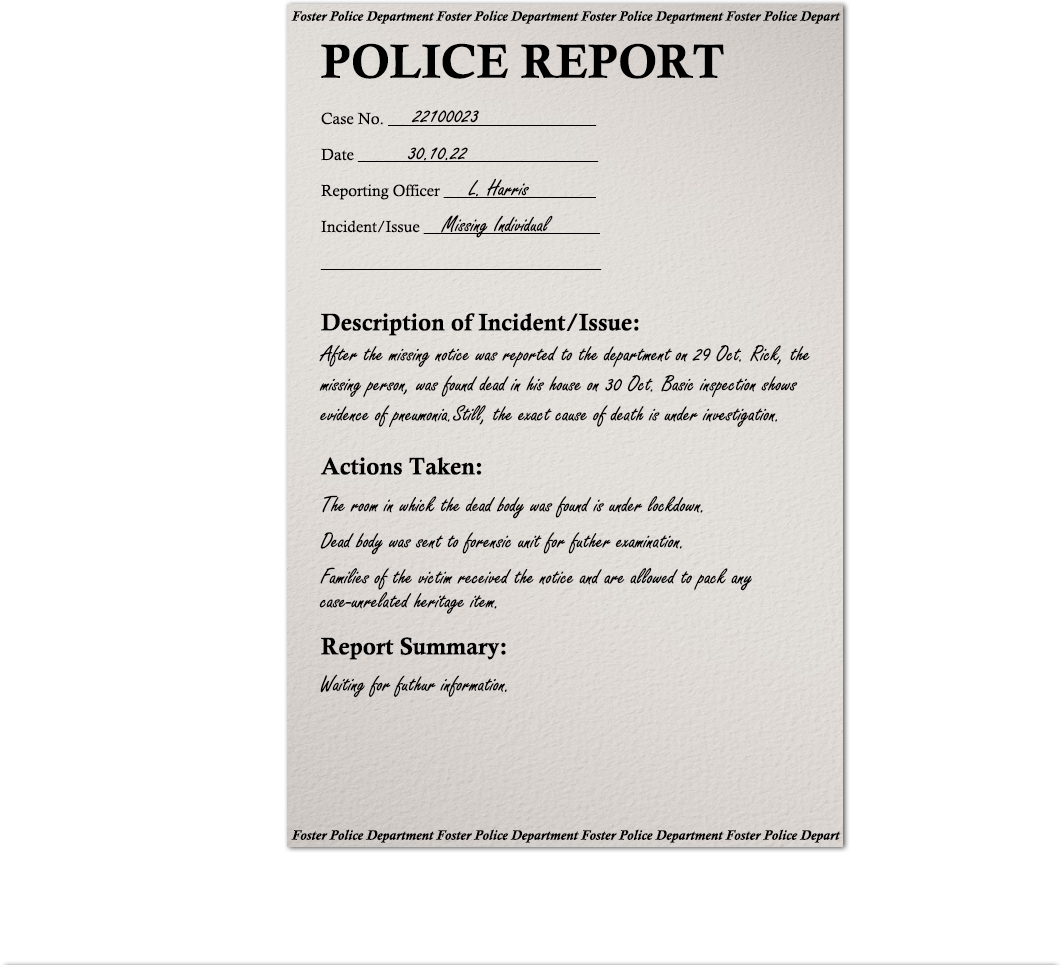 Foster Police Department Foster Police Department Foster Police Department Foster Police Depart
POLICE REPORT
Case No. 22100023
Date 30.10.22
Reporting Officer L. Harris
Incident/Issue Missing Individual
Description of Incident/Issue:
After the missing notice was reported to the department on 29 Oct. Rick, the
missing person, was found dead in his house on 30 Oct. Basic inspection shows
evidence of pneumonia.Still, the exact cause of death is under investigation.
Actions Taken:
The room in which the dead body was found is under lockdown.
Dead body was sent to forensic unit for futher examination.
Families of the victim received the notice and are allowed to pack any
case-unrelated heritage item.
Report Summary:
Waiting for futhur information.
Foster Police Department Foster Police Department Foster Police Department Foster Police Depart